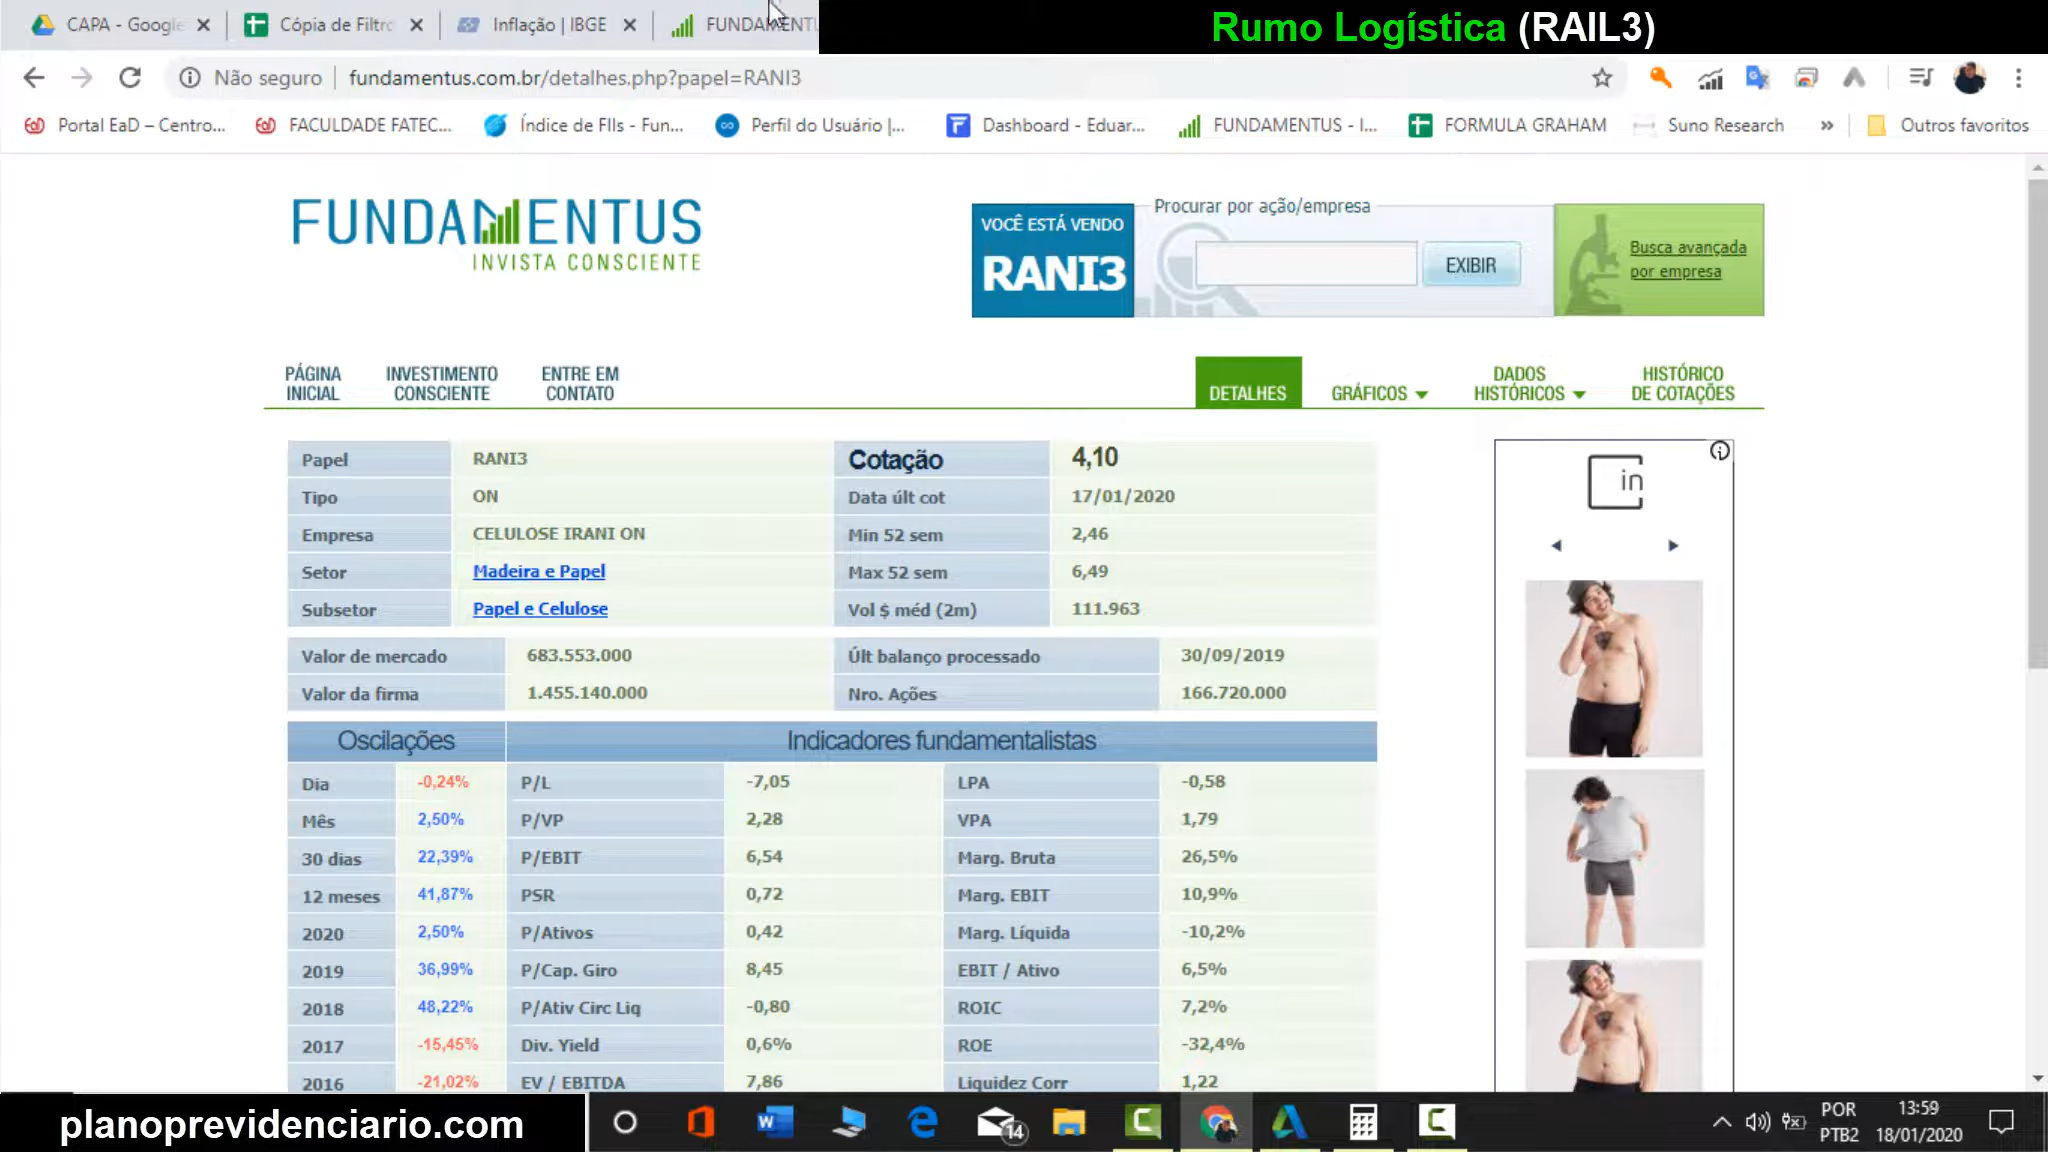 CAPA - Google
Cópia de Filtro
Inflação | IBGE
FUNDAMENTU
Rumo Logística (RAIL3)
Não seguro
fundamentus.com.br/detalhes.php?papel=RANI3
Portal EaD – Centro...
FACULDADE FATEC...
Índice de FIIs - Fun...
Perfil do Usuário |...
Dashboard - Eduar...
FUNDAMENTUS - I...
FORMULA GRAHAM
Suno Research
»
Outros favoritos
FUNDAMENTUS
INVISTA CONSCIENTE
VOCÊ ESTÁ VENDO
RANI3
Procurar por ação/empresa
EXIBIR
Busca avançada
por empresa
PÁGINA
INICIAL
INVESTIMENTO
CONSCIENTE
ENTRE EM
CONTATO
DETALHES
GRÁFICOS
DADOS
HISTÓRICOS
HISTÓRICO
DE COTAÇÕES
Papel RANI3 Cotação 4,10
Tipo ON Data últ cot 17/01/2020
Empresa CELULOSE IRANI ON Min 52 sem 2,46
Setor Madeira e Papel Max 52 sem 6,49
Subsetor Papel e Celulose Vol $ méd (2m) 111.963
Valor de mercado 683.553.000 Últ balanço processado 30/09/2019
Valor da firma 1.455.140.000 Nro. Ações 166.720.000
Oscilações Indicadores fundamentalistas
Dia -0,24% P/L -7,05 LPA -0,58
Mês 2,50% P/VP 2,28 VPA 1,79
30 dias 22,39% P/EBIT 6,54 Marg. Bruta 26,5%
12 meses 41,87% PSR 0,72 Marg. EBIT 10,9%
2020 2,50% P/Ativos 0,42 Marg. Líquida -10,2%
2019 36,99% P/Cap. Giro 8,45 EBIT / Ativo 6,5%
2018 48,22% P/Ativ Circ Liq -0,80 ROIC 7,2%
2017 -15,45% Div. Yield 0,6% ROE -32,4%
2016 -21,02% EV / EBITDA 7,86 Liquidez Corr 1,22
in
planoprevidenciario.com
14
POR
PTB2
13:59
18/01/2020